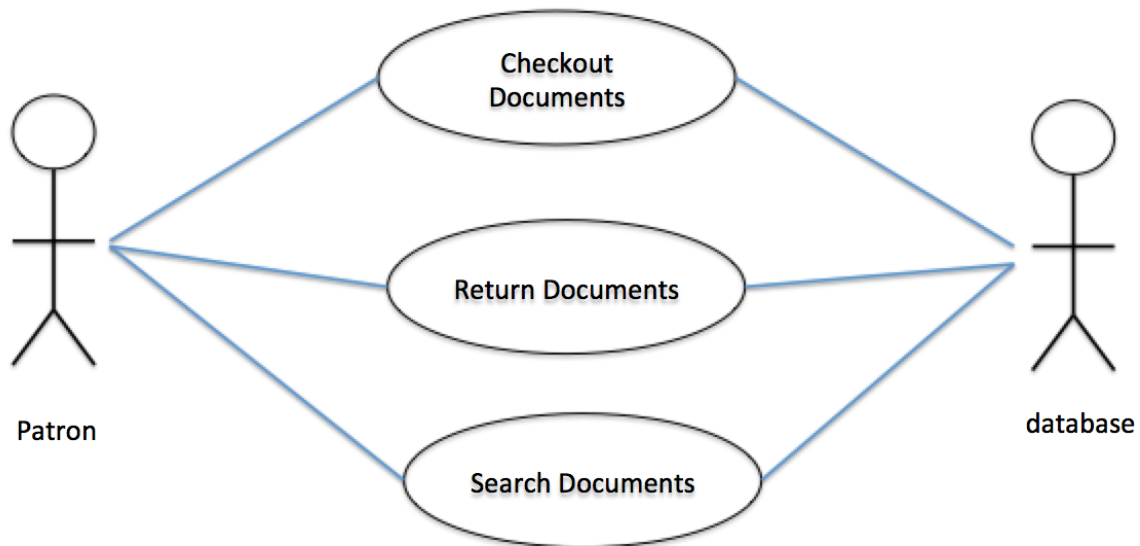 Checkout
Documents
Return Documents
Patron
database
Search Documents